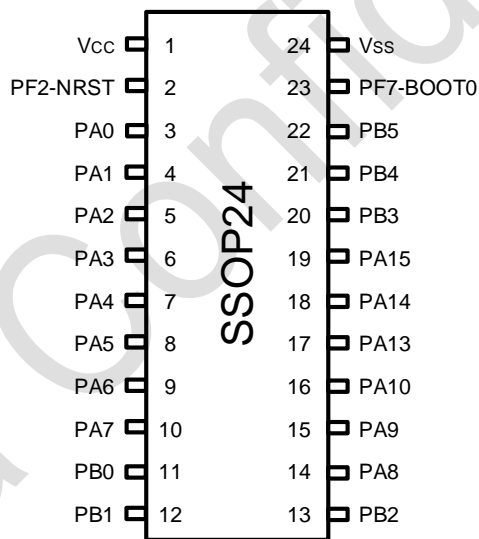 Vcc 1 24 Vss
PF2-NRST 2 23 PF7-BOOT0
PA0 3 22 PB5
PA1 4 21 PB4
PA2 5 20 PB3
PA3 6 19 PA15
PA4 7 18 PA14
PA5 8 17 PA13
PA6 9 16 PA10
PA7 10 15 PA9
PB0 11 14 PA8
PB1 12 13 PB2
SSOP24
Confid